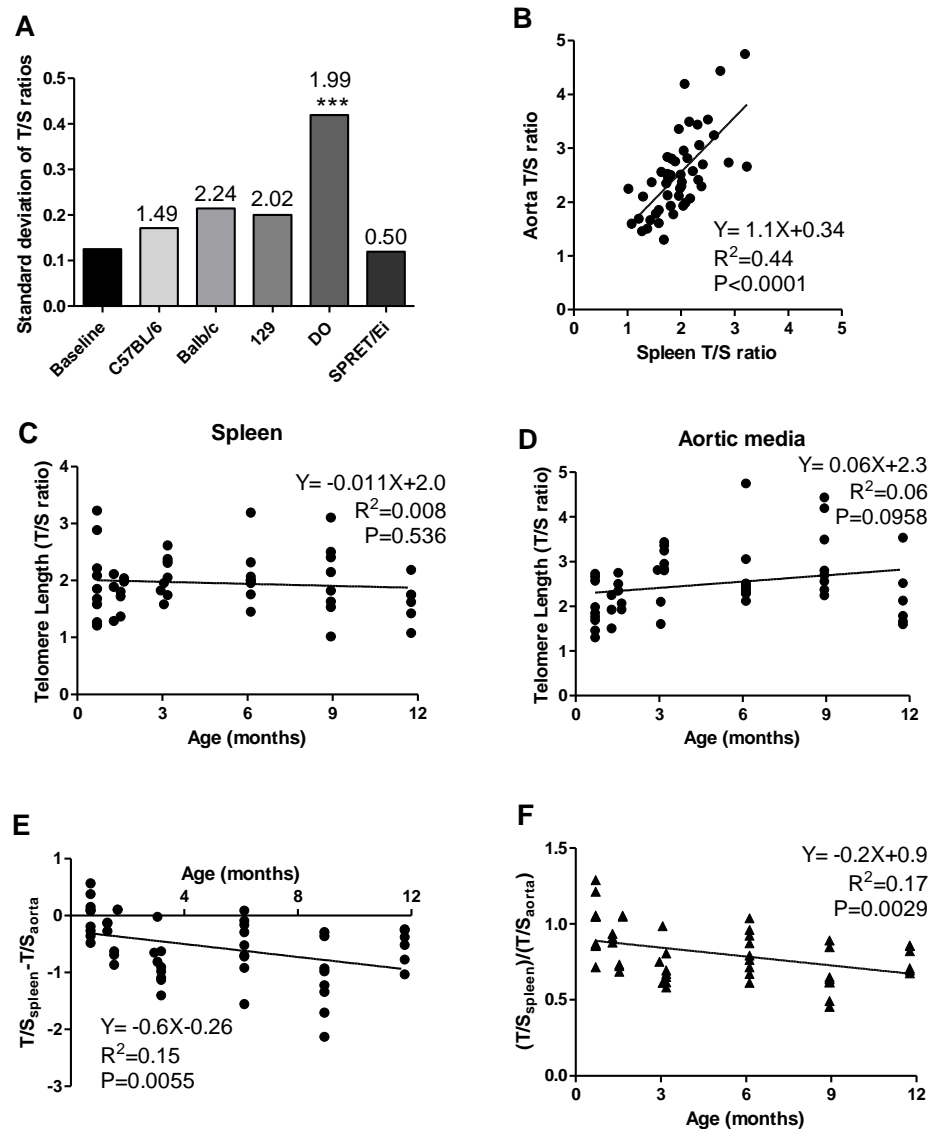 A
Standard deviation of T/S ratios
0.5
0.4
0.3
0.2
0.1
0.0
1.49
2.24
2.02
1.99
***
0.50
Baseline
C57BL/6
Balb/c
129
DO
SPRET/Ei
B
Aorta T/S ratio
5
4
3
2
1
0
Y= 1.1X+0.34
R²=0.44
P<0.0001
0 1 2 3 4 5
Spleen T/S ratio
C
Spleen
Telomere Length (T/S ratio)
4
3
2
1
0
Y= -0.011X+2.0
R²=0.008
P=0.536
0 3 6 9 12
Age (months)
D
Aortic media
Telomere Length (T/S ratio)
5
4
3
2
1
0
Y= 0.06X+2.3
R²=0.06
P=0.0958
0 3 6 9 12
Age (months)
E
Age (months)
4 8 12
T/Sspleen-T/Saorta
1
0
-1
-2
-3
Y= -0.6X-0.26
R²=0.15
P=0.0055
F
(T/Sspleen)/(T/Saorta)
1.5
1.0
0.5
0.0
Y= -0.2X+0.9
R²=0.17
P=0.0029
0 3 6 9 12
Age (months)